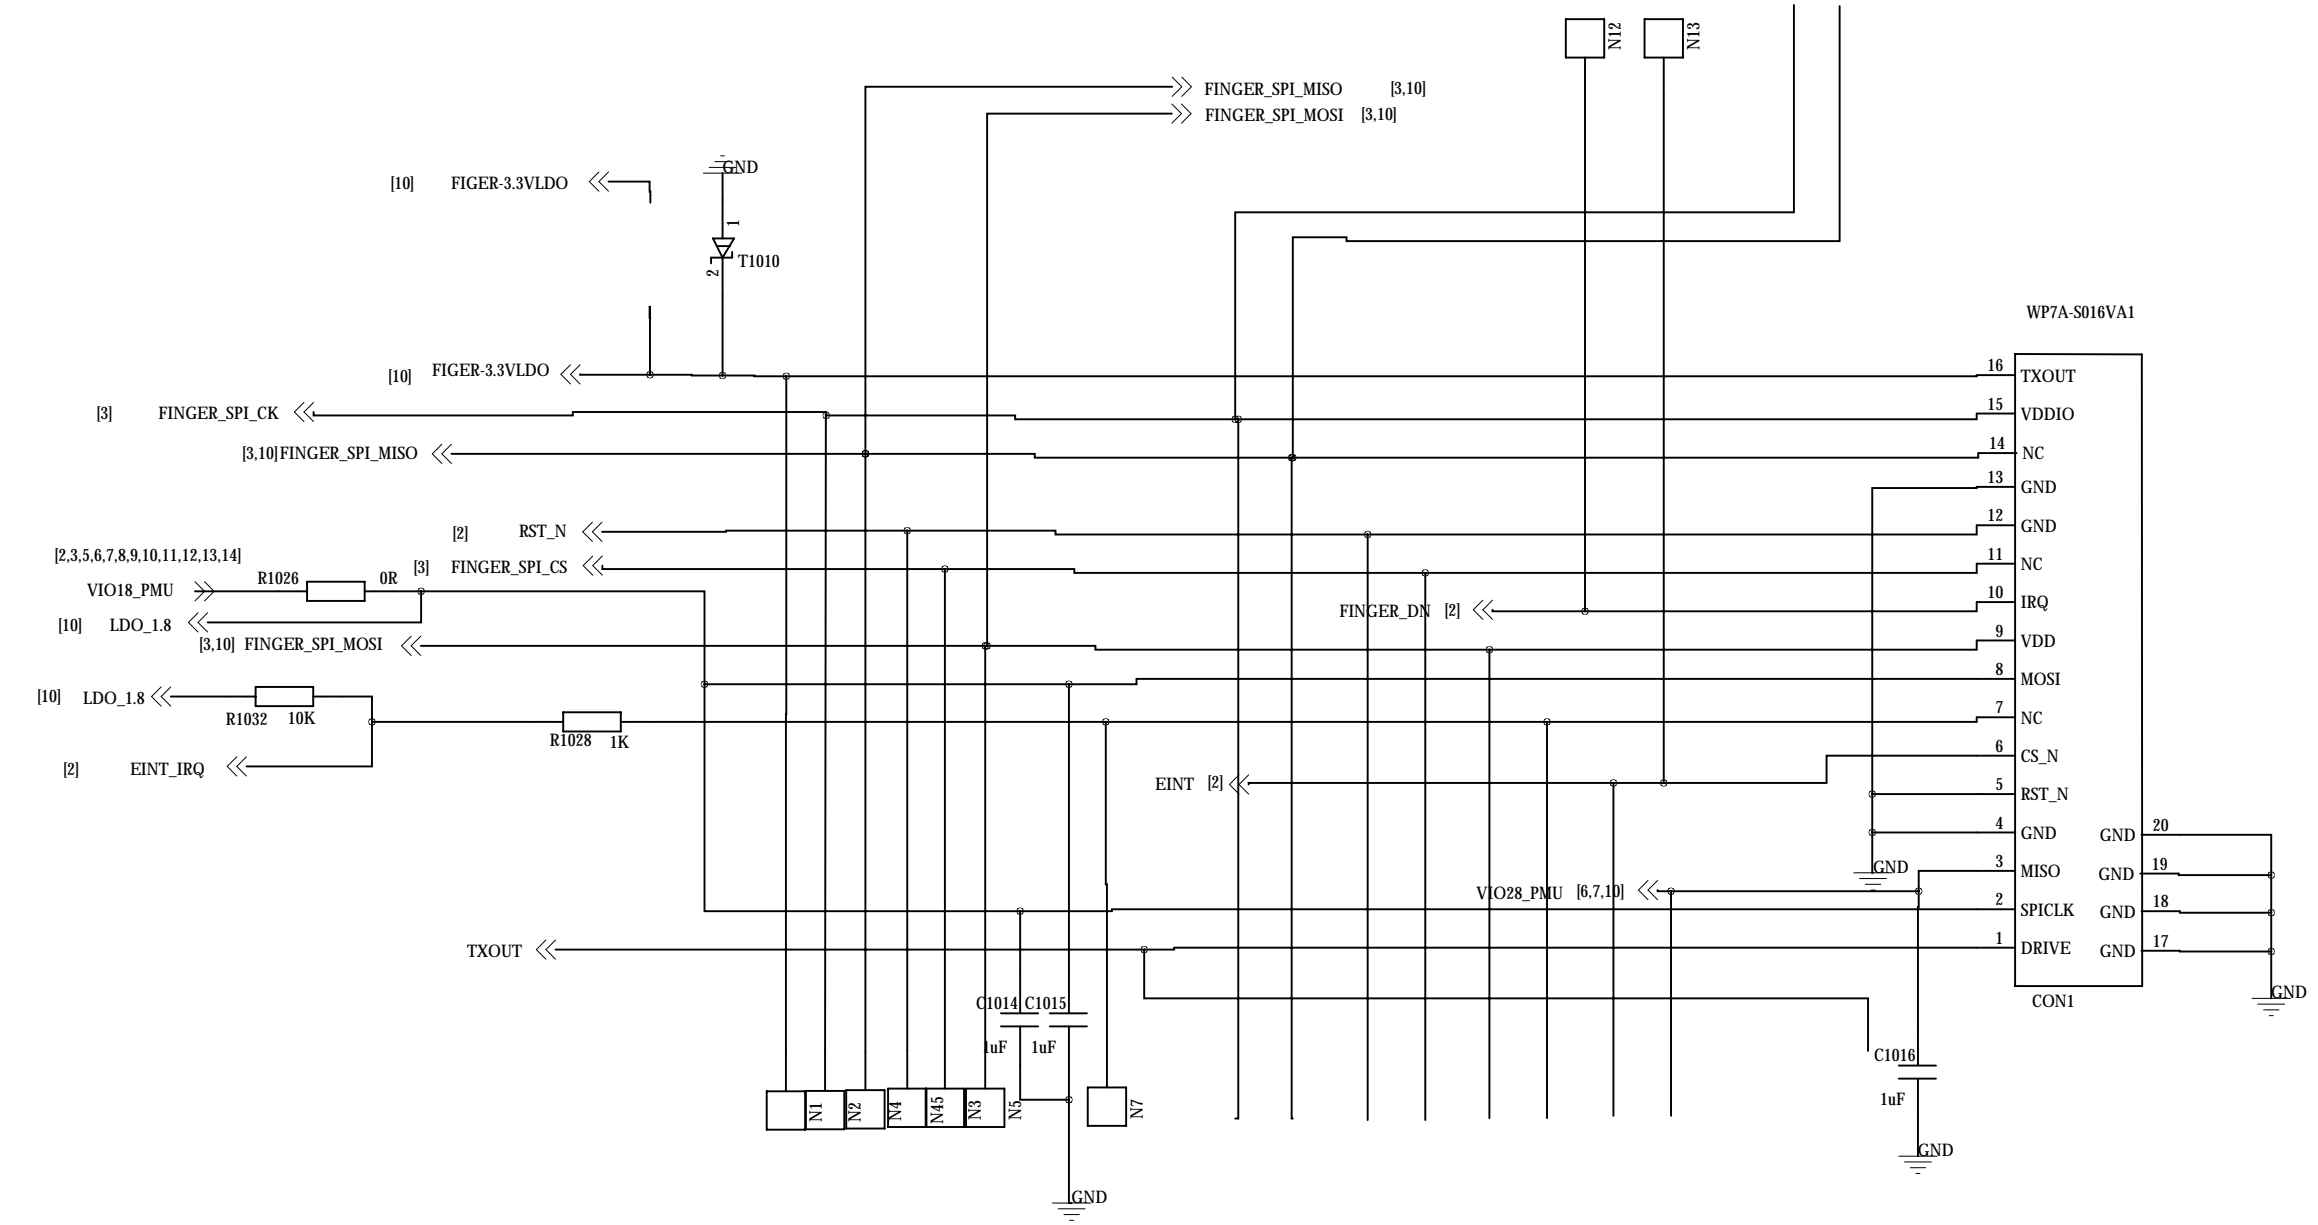 N12
N13
FINGER_SPI_MISO [3,10]
FINGER_SPI_MOSI [3,10]
GND
[10] FIGER-3.3VLDO
1
2
T1010
WP7A-S016VA1
[10] FIGER-3.3VLDO
16 TXOUT
[3] FINGER_SPI_CK
15 VDDIO
[3,10]FINGER_SPI_MISO
14 NC
13 GND
[2] RST_N
12 GND
[2,3,5,6,7,8,9,10,11,12,13,14]
[3] FINGER_SPI_CS
11 NC
R1026 0R
VIO18_PMU
FINGER_DN [2]
10 IRQ
[10] LDO_1.8
[3,10] FINGER_SPI_MOSI
9 VDD
8 MOSI
[10] LDO_1.8
R1032 10K
7 NC
R1028 1K
[2] EINT_IRQ
6 CS_N
EINT [2]
5 RST_N
4 GND
GND 20
GND
3 MISO
GND 19
VIO28_PMU [6,7,10]
2 SPICLK
GND 18
TXOUT
1 DRIVE
GND 17
GND
CON1
C1014 C1015
1uF 1uF
C1016
1uF
N1
N2
N4
N45
N3
N5
N7
GND
GND